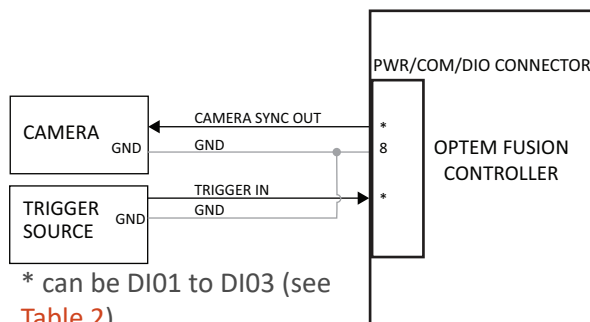 PWR/COM/DIO CONNECTOR
CAMERA SYNC OUT
CAMERA
*
GND
GND
8
OPTEM FUSION
CONTROLLER
TRIGGER IN
*
TRIGGER
SOURCE
GND
GND
* can be DI01 to DI03 (see
Table 2)